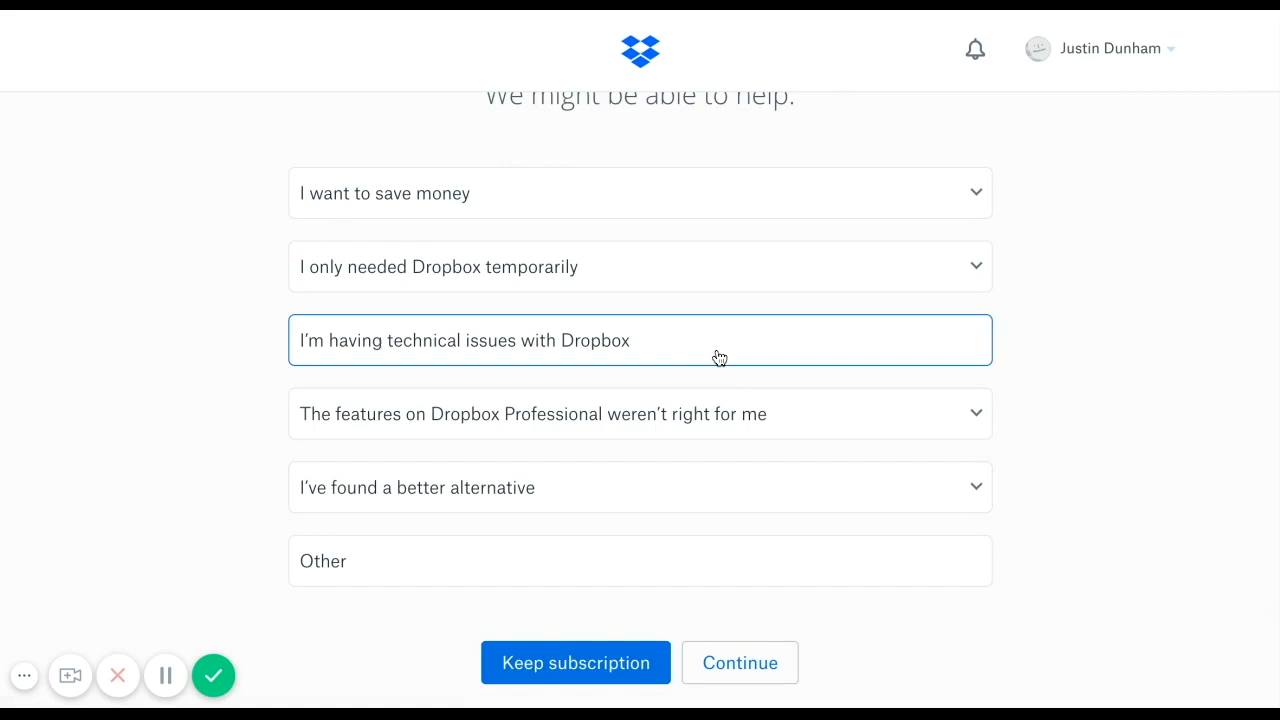 Justin Dunham
We might be able to help.
I want to save money
I only needed Dropbox temporarily
I'm having technical issues with Dropbox
The features on Dropbox Professional weren't right for me
I've found a better alternative
Other
Keep subscription
Continue